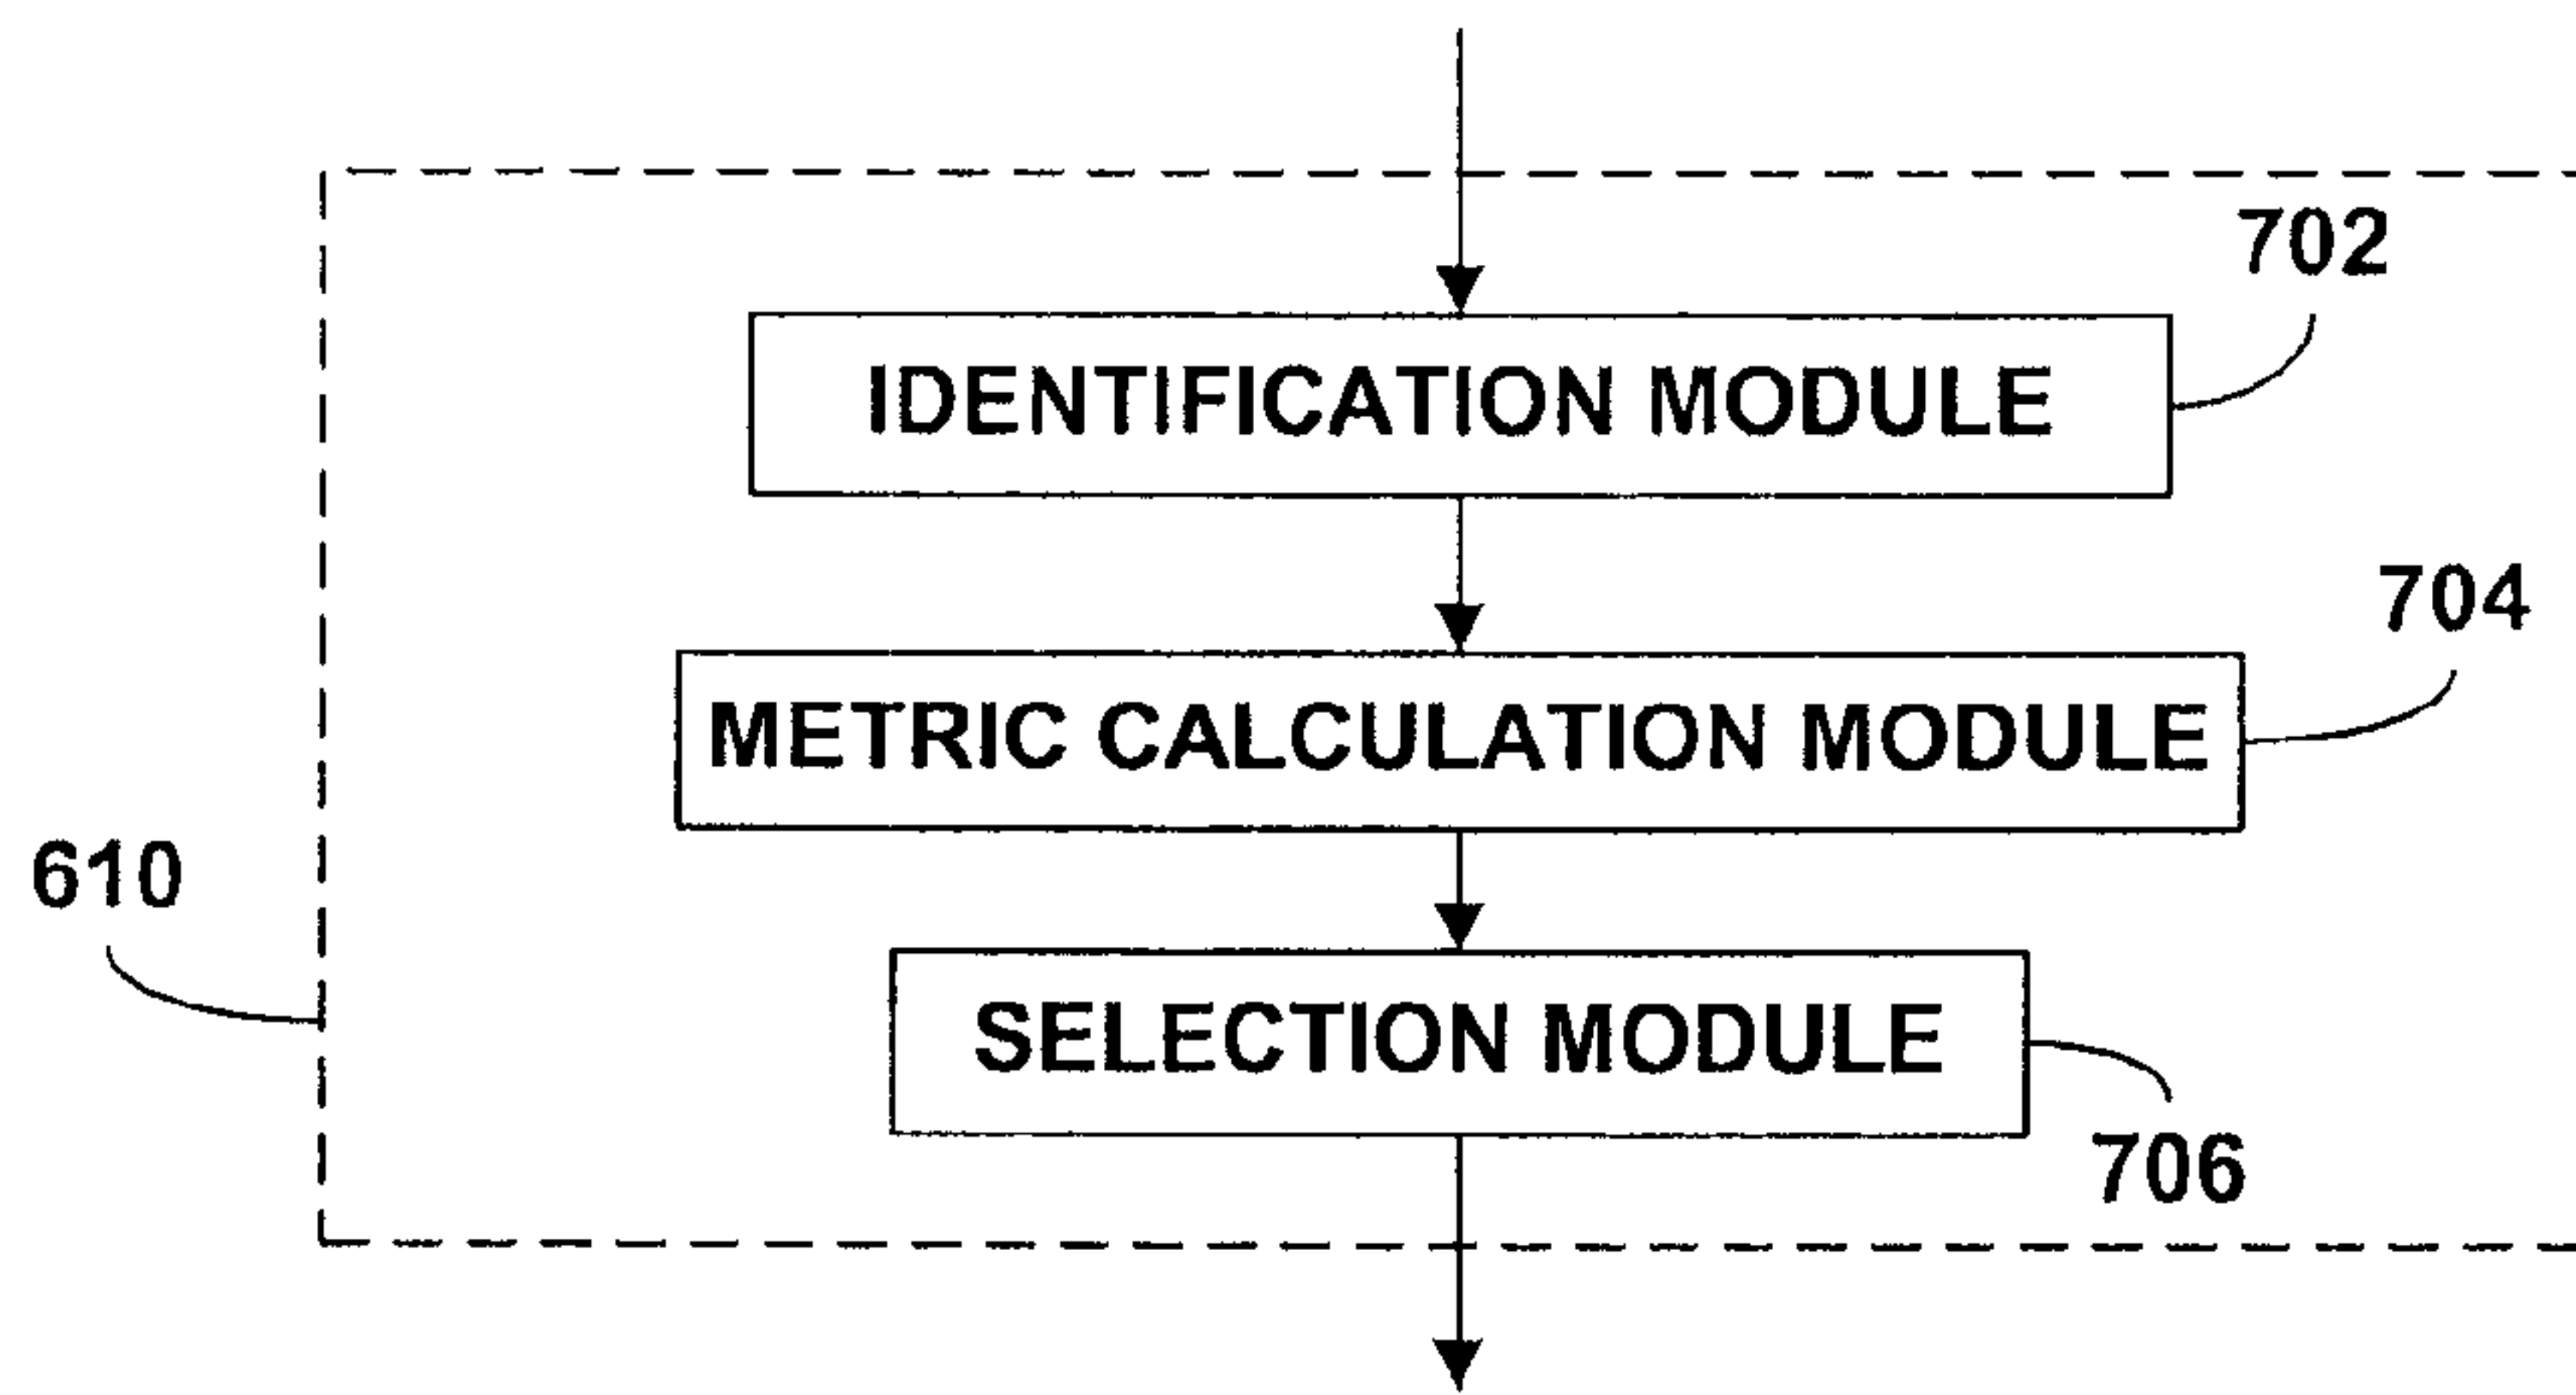 702
IDENTIFICATION MODULE
704
METRIC CALCULATION MODULE
610
SELECTION MODULE
706